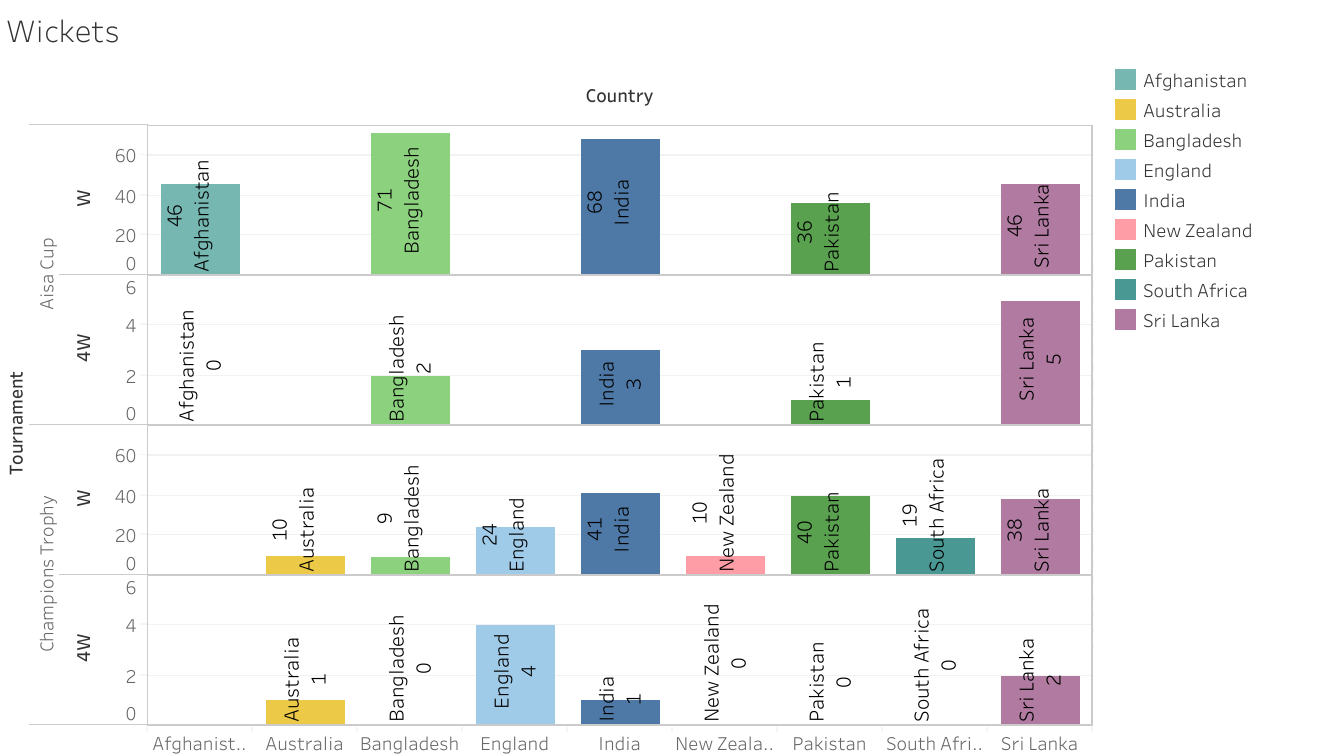 Wickets
Country
Afghanistan
Australia
Bangladesh
England
India
New Zealand
Pakistan
South Africa
Sri Lanka
Tournament
Aisa Cup
W
60
40
20
0
46
Afghanistan
71
Bangladesh
68
India
36
Pakistan
46
Sri Lanka
4W
6
4
2
0
Afghanistan
0
Bangladesh
2
India
3
Pakistan
1
Sri Lanka
5
Champions Trophy
W
60
40
20
0
10
Australia
9
Bangladesh
24
England
41
India
10
New Zealand
40
Pakistan
19
South Africa
38
Sri Lanka
4W
6
4
2
0
Australia
1
Bangladesh
0
England
4
India
1
New Zealand
0
Pakistan
0
South Africa
0
Sri Lanka
2
Afghanist..
Australia
Bangladesh
England
India
New Zeala..
Pakistan
South Afri..
Sri Lanka